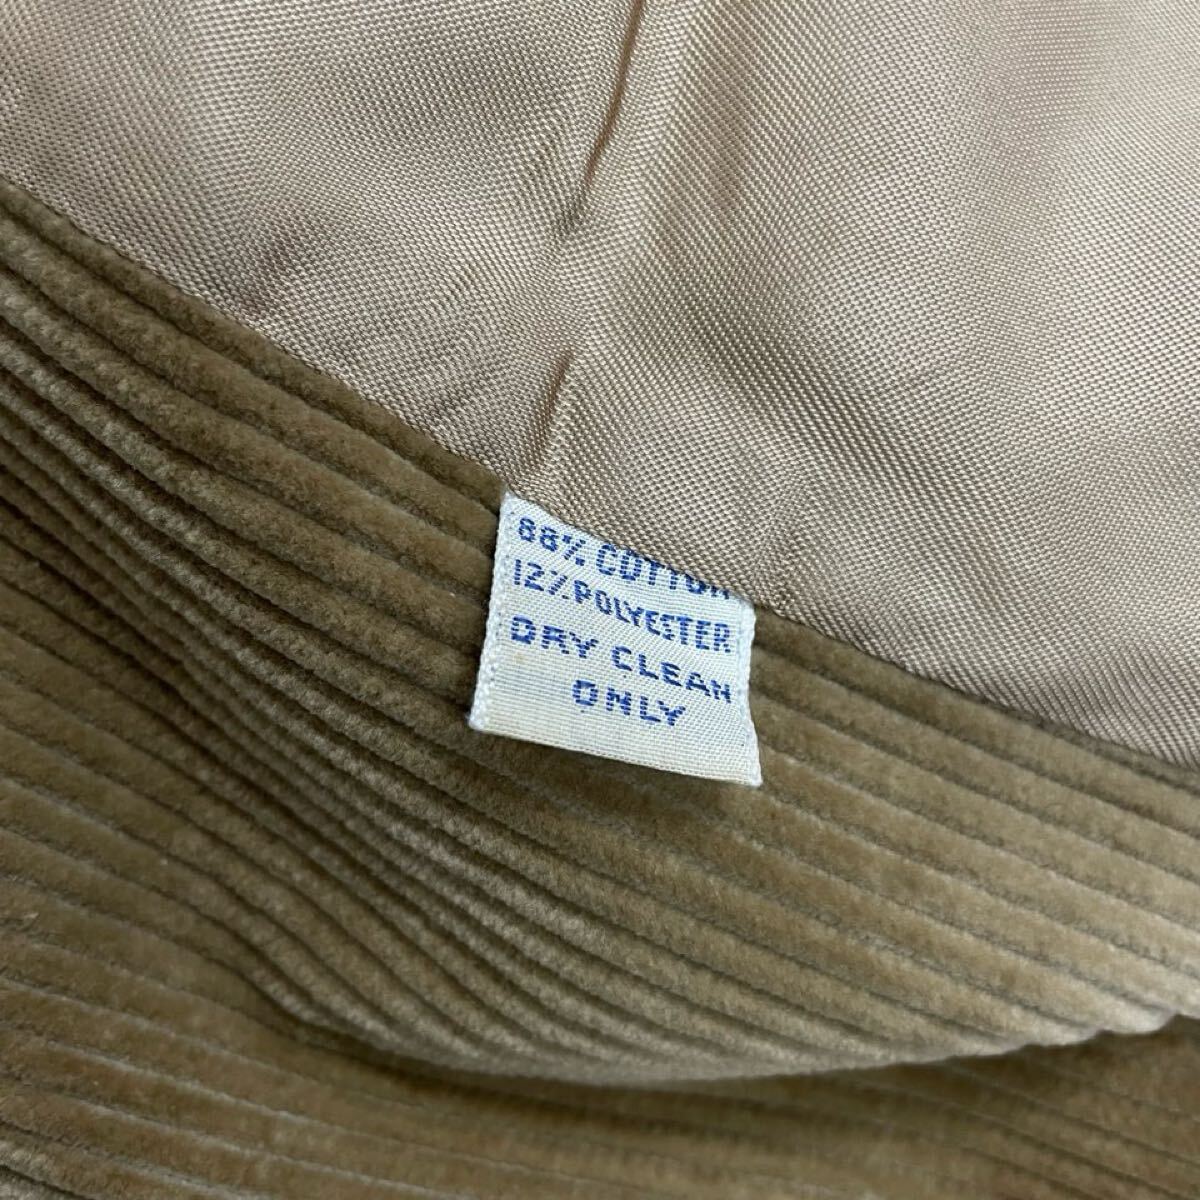 88% COTTON
12% POLYESTER
DRY CLEAN
ONLY